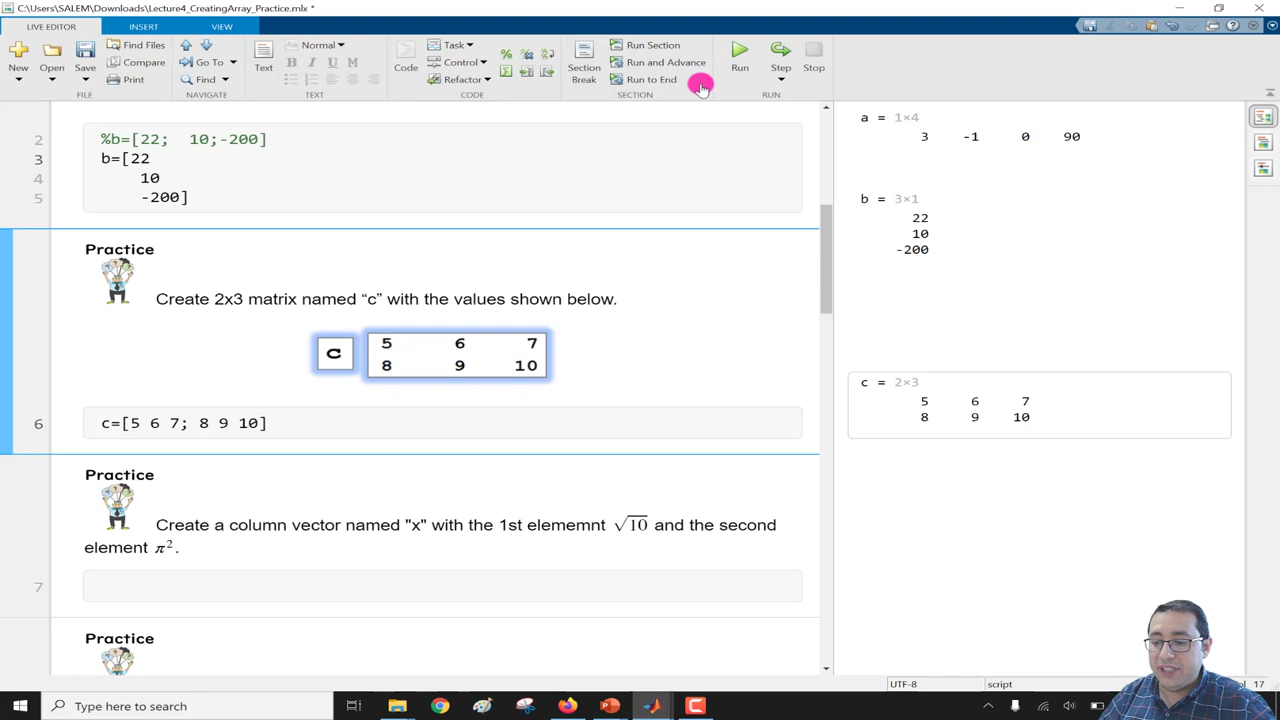 C:\Users\SALEM\Downloads\Lecture4_CreatingArray_Practice.mlx *
LIVE EDITOR INSERT VIEW
New Open Save Find Files Compare Print
FILE
Go To Find
NAVIGATE
Text Normal B I U M
TEXT
Code Task Control Refactor
CODE
Section Break Run Section Run and Advance Run to End
SECTION
Run Step Stop
RUN
2 %b=[22; 10;-200]
3 b=[22
4 10
5 -200]
Practice
Create 2x3 matrix named “c” with the values shown below.
c
5 6 7
8 9 10
6 c=[5 6 7; 8 9 10]
Practice
Create a column vector named "x" with the 1st elememnt √10 and the second
element π².
7
Practice
a = 1×4
3 -1 0 90
b = 3×1
22
10
-200
c = 2×3
5 6 7
8 9 10
UTF-8 script 17
Type here to search